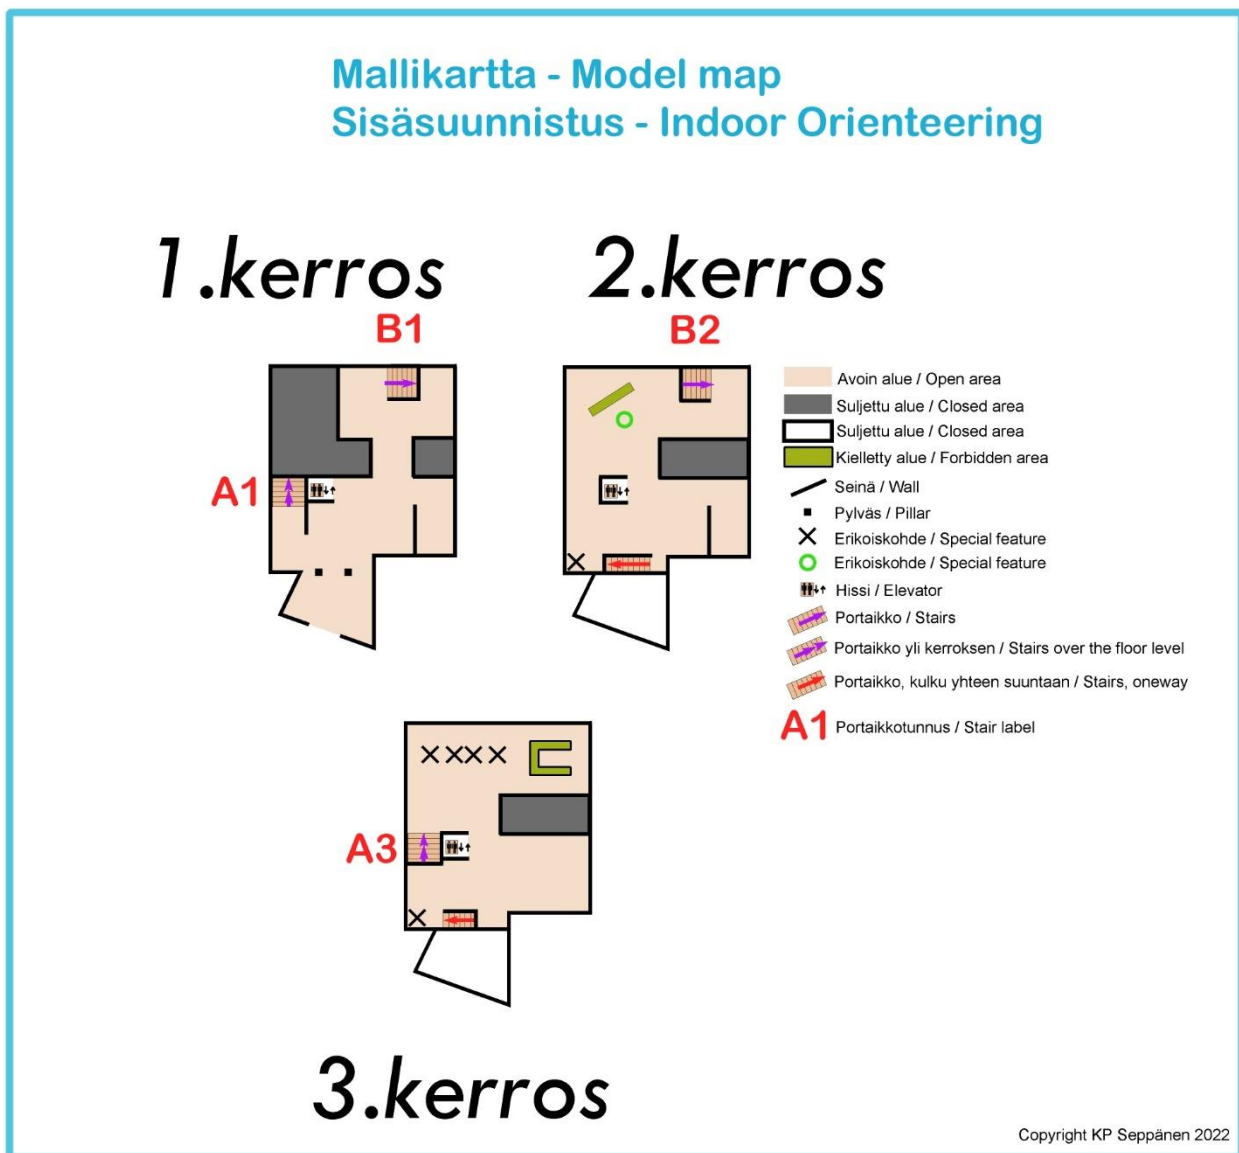 Mallikartta - Model map
Sisäsuunnistus - Indoor Orienteering
1.kerros
2.kerros
B1
B2
A1
Avoin alue / Open area
Suljettu alue / Closed area
Suljettu alue / Closed area
Kielletty alue / Forbidden area
Seinä / Wall
Pylväs / Pillar
Erikoiskohde / Special feature
Erikoiskohde / Special feature
Hissi / Elevator
Portaikko / Stairs
Portaikko yli kerroksen / Stairs over the floor level
Portaikko, kulku yhteen suuntaan / Stairs, oneway
A1 Portaikkotunnus / Stair label
A3
3.kerros
Copyright KP Seppänen 2022